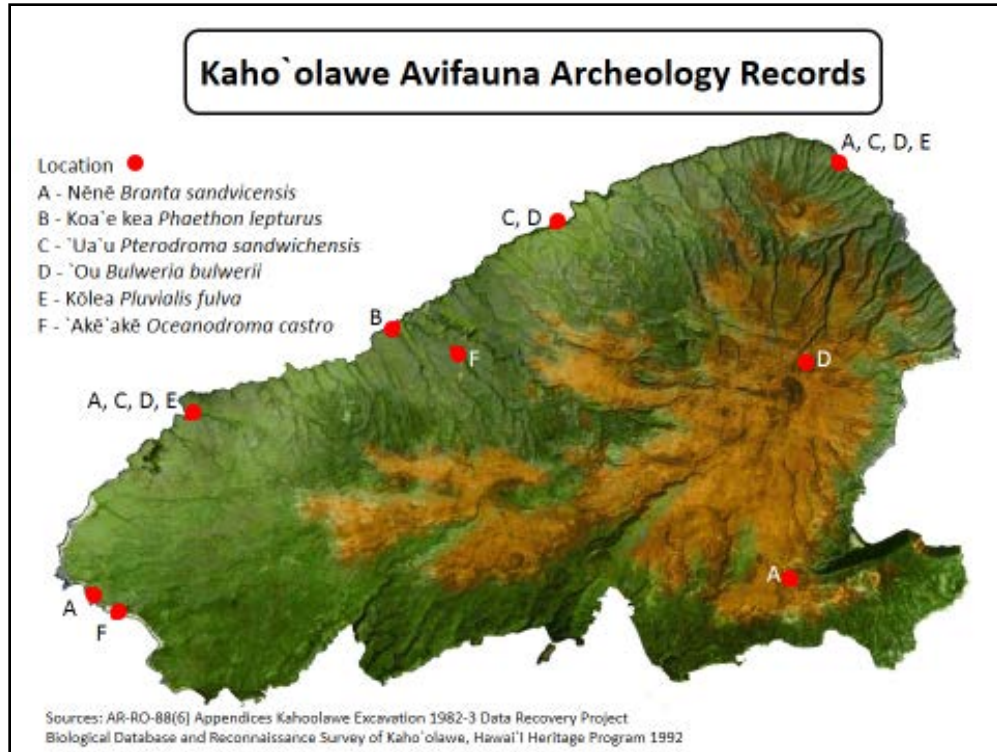 Kaho`olawe Avifauna Archeology Records
Location
A - Nēnē Branta sandvicensis
B - Koa`e kea Phaethon lepturus
C - `Ua`u Pterodroma sandwichensis
D - `Ou Bulweria bulwerii
E - Kōlea Pluvialis fulva
F - `Akē`akē Oceanodroma castro
A, C, D, E
C, D
B
F
D
A, C, D, E
A
A
F
Sources: AR-RO-88(6) Appendices Kahoolawe Excavation 1982-3 Data Recovery Project
Biological Database and Reconnaissance Survey of Kaho`olawe, Hawai`I Heritage Program 1992